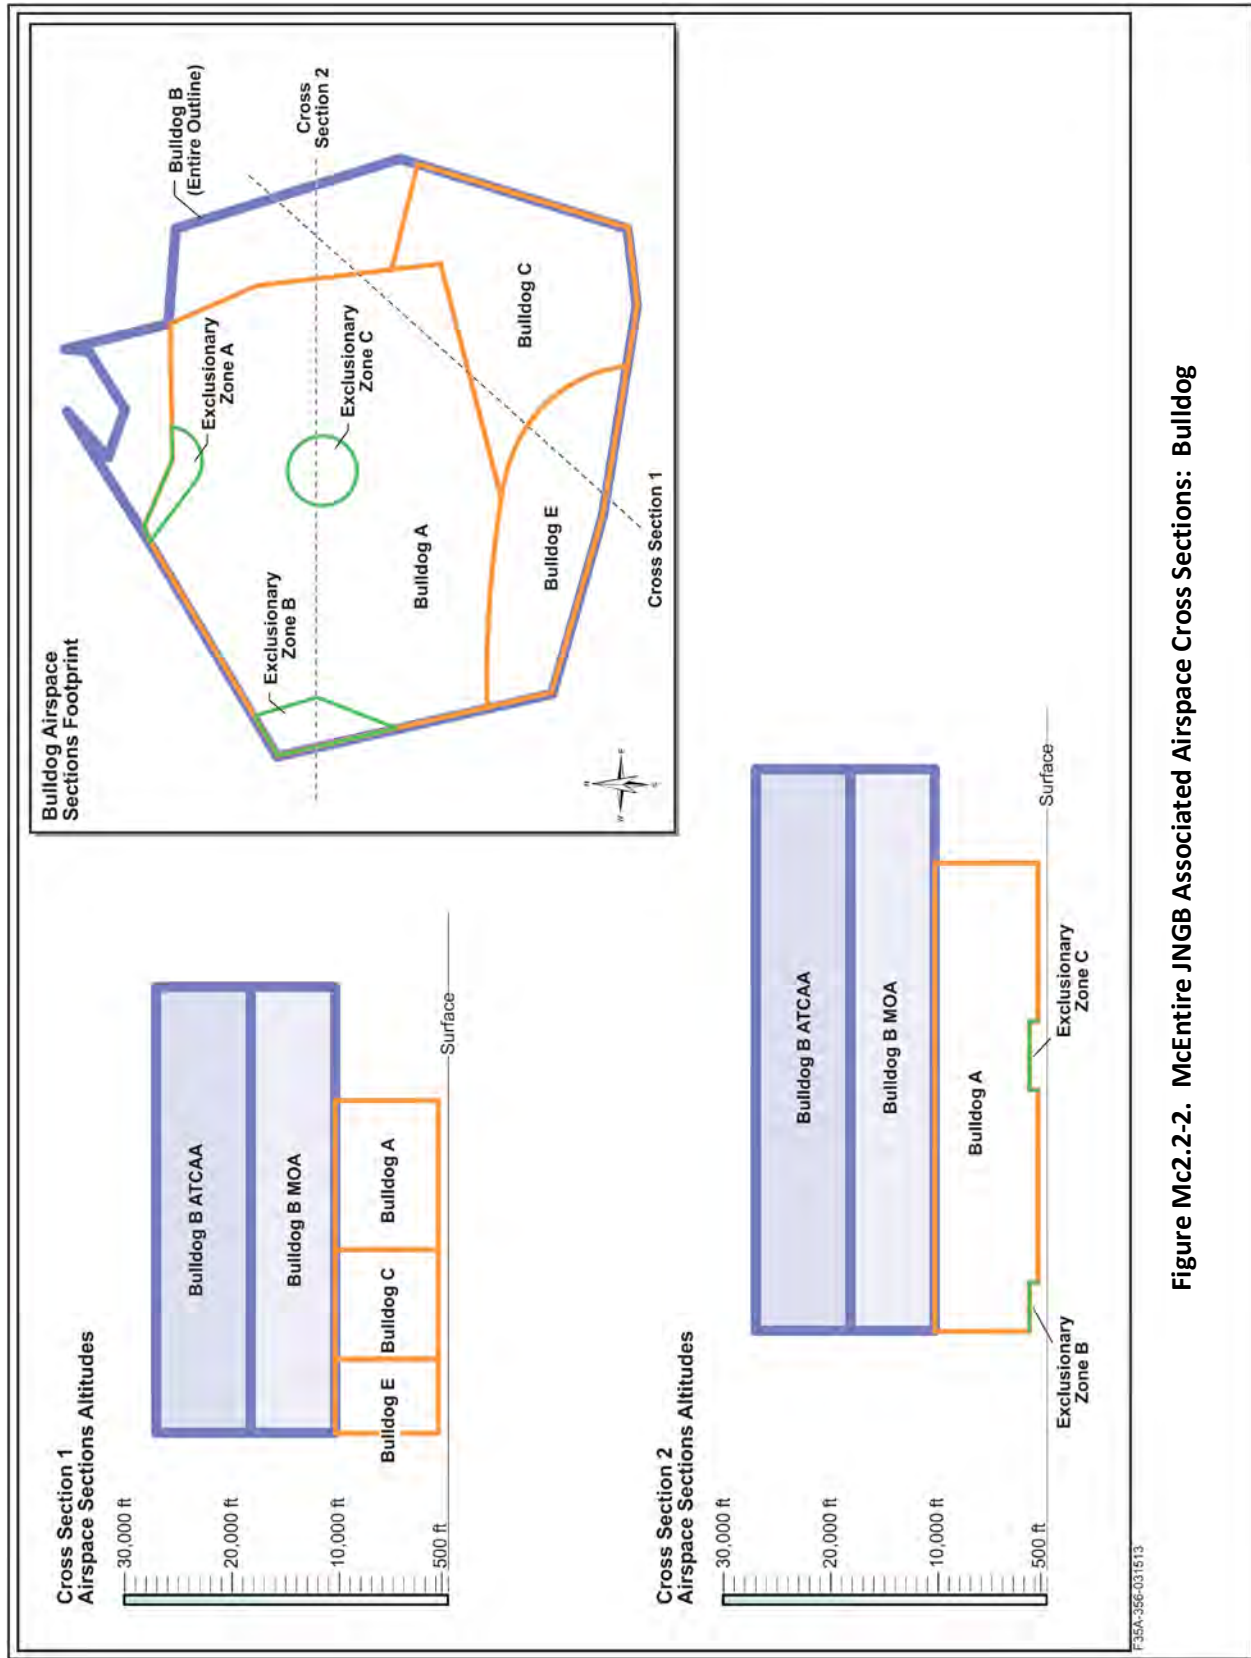 Cross Section 1
Airspace Sections Altitudes
30,000 ft
20,000 ft
10,000 ft
500 ft
Bulldog B ATCAA
Bulldog B MOA
Bulldog E
Bulldog C
Bulldog A
Surface
Bulldog Airspace
Sections Footprint
Bulldog B
(Entire Outline)
Cross
Section 2
Exclusionary
Zone A
Exclusionary
Zone B
Exclusionary
Zone C
Bulldog A
Bulldog C
Bulldog E
Cross Section 1
N
E
S
W
Cross Section 2
Airspace Sections Altitudes
30,000 ft
20,000 ft
10,000 ft
500 ft
Bulldog B ATCAA
Bulldog B MOA
Bulldog A
Surface
Exclusionary
Zone B
Exclusionary
Zone C
F35A-356-031513
Figure Mc2.2-2. McEntire JNGB Associated Airspace Cross Sections: Bulldog